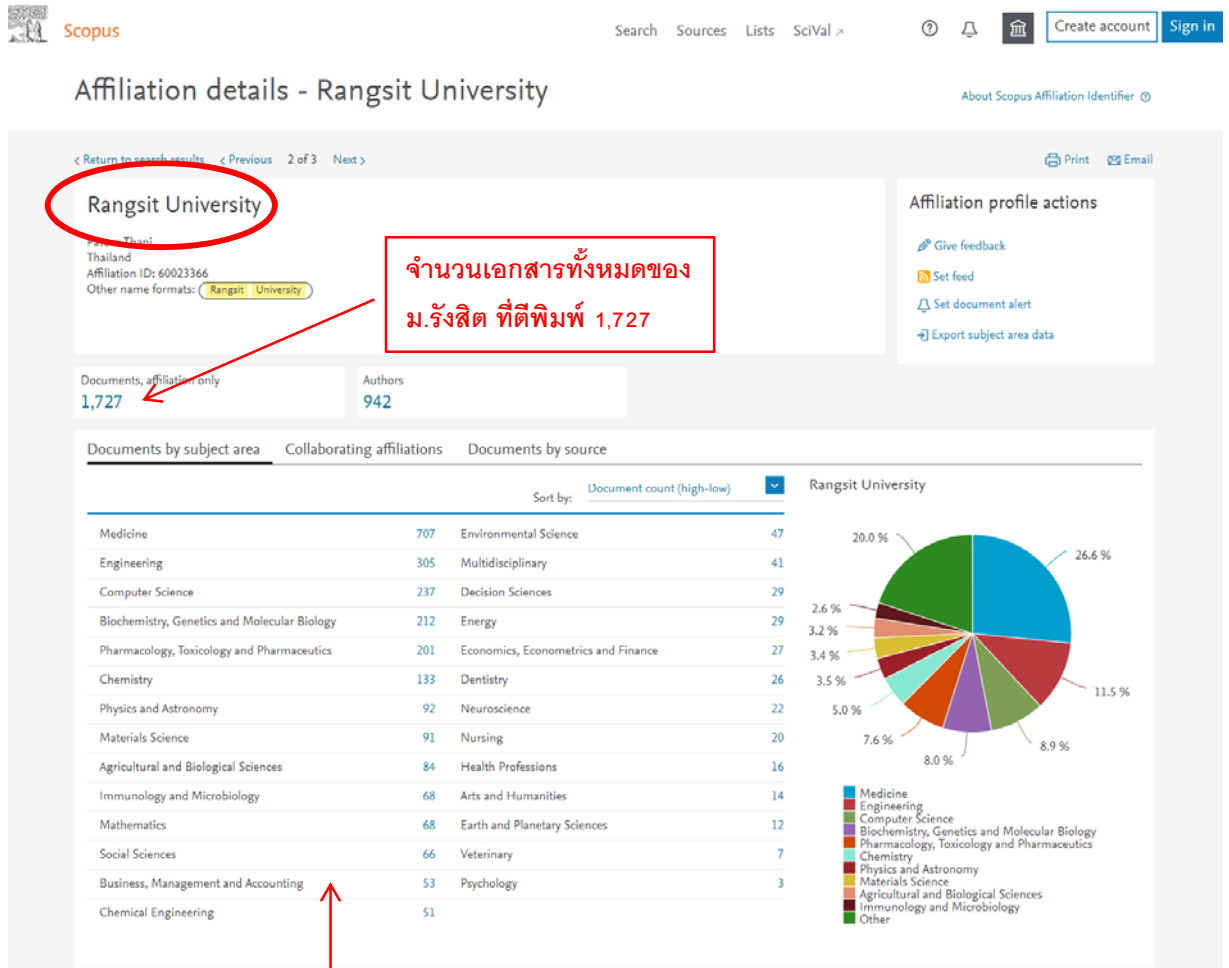 Scopus
Search Sources Lists SciVal
Create account Sign in
Affiliation details - Rangsit University
About Scopus Affiliation Identifier
Return to search results Previous 2 of 3 Next
Print Email
Rangsit University
Pathum Thani
Thailand
Affiliation ID: 60023366
Other name formats: Rangsit University
จำนวนเอกสารทั้งหมดของ
ม.รังสิต ที่ตีพิมพ์ 1,727
Affiliation profile actions
Give feedback
Set feed
Set document alert
Export subject area data
Documents, affiliation only
1,727
Authors
942
Documents by subject area Collaborating affiliations Documents by source
Sort by: Document count (high-low)
Medicine 707 Environmental Science 47
Engineering 305 Multidisciplinary 41
Computer Science 237 Decision Sciences 29
Biochemistry, Genetics and Molecular Biology 212 Energy 29
Pharmacology, Toxicology and Pharmaceutics 201 Economics, Econometrics and Finance 27
Chemistry 133 Dentistry 26
Physics and Astronomy 92 Neuroscience 22
Materials Science 91 Nursing 20
Agricultural and Biological Sciences 84 Health Professions 16
Immunology and Microbiology 68 Arts and Humanities 14
Mathematics 68 Earth and Planetary Sciences 12
Social Sciences 66 Veterinary 7
Business, Management and Accounting 53 Psychology 3
Chemical Engineering 51
Rangsit University
20.0 %
26.6 %
2.6 %
3.2 %
3.4 %
3.5 %
11.5 %
5.0 %
7.6 %
8.9 %
8.0 %
Medicine
Engineering
Computer Science
Biochemistry, Genetics and Molecular Biology
Pharmacology, Toxicology and Pharmaceutics
Chemistry
Physics and Astronomy
Materials Science
Agricultural and Biological Sciences
Immunology and Microbiology
Other